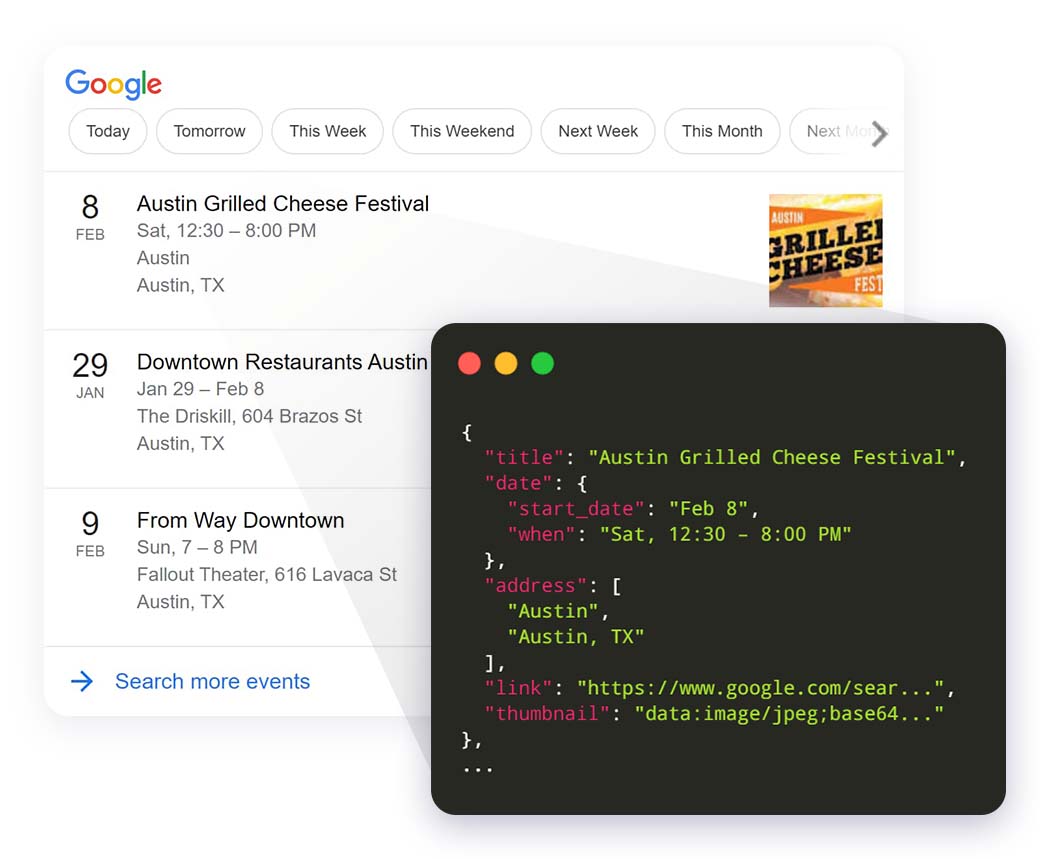 Google
Today Tomorrow This Week This Weekend Next Week This Month Next Month
8
FEB
Austin Grilled Cheese Festival
Sat, 12:30 – 8:00 PM
Austin
Austin, TX
AUSTIN
GRILLED
CHEESE
FEST
29
JAN
Downtown Restaurants Austin
Jan 29 – Feb 8
The Driskill, 604 Brazos St
Austin, TX
9
FEB
From Way Downtown
Sun, 7 – 8 PM
Fallout Theater, 616 Lavaca St
Austin, TX
Search more events
{
"title": "Austin Grilled Cheese Festival",
"date": {
"start_date": "Feb 8",
"when": "Sat, 12:30 – 8:00 PM"
},
"address": [
"Austin",
"Austin, TX"
],
"link": "https://www.google.com/sear...",
"thumbnail": "data:image/jpeg;base64..."
},
...